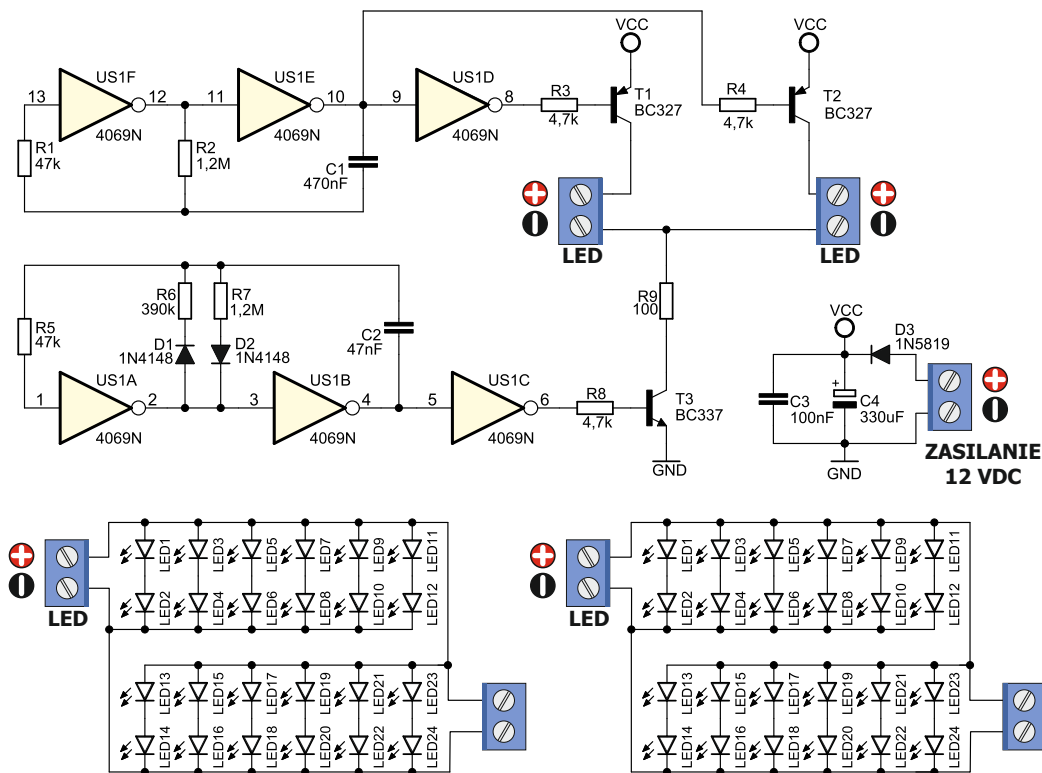 VCC
VCC
US1F
US1E
US1D
13
12
11
10
9
8
R3
4,7k
T1
BC327
R4
4,7k
T2
BC327
4069N
4069N
4069N
R1
47k
R2
1,2M
C1
470nF
+
-
+
-
LED
LED
R6
390k
R7
1,2M
R5
47k
D1
1N4148
D2
1N4148
C2
47nF
R9
100
VCC
D3
1N5819
US1A
US1B
US1C
1
2
3
4
5
6
R8
4,7k
T3
BC337
4069N
4069N
4069N
C3
100nF
+
C4
330uF
+
-
GND
GND
ZASILANIE
12 VDC
+
-
LED
LED1
LED3
LED5
LED7
LED9
LED11
LED2
LED4
LED6
LED8
LED10
LED12
LED13
LED15
LED17
LED19
LED21
LED23
LED14
LED16
LED18
LED20
LED22
LED24
+
-
LED
LED1
LED3
LED5
LED7
LED9
LED11
LED2
LED4
LED6
LED8
LED10
LED12
LED13
LED15
LED17
LED19
LED21
LED23
LED14
LED16
LED18
LED20
LED22
LED24